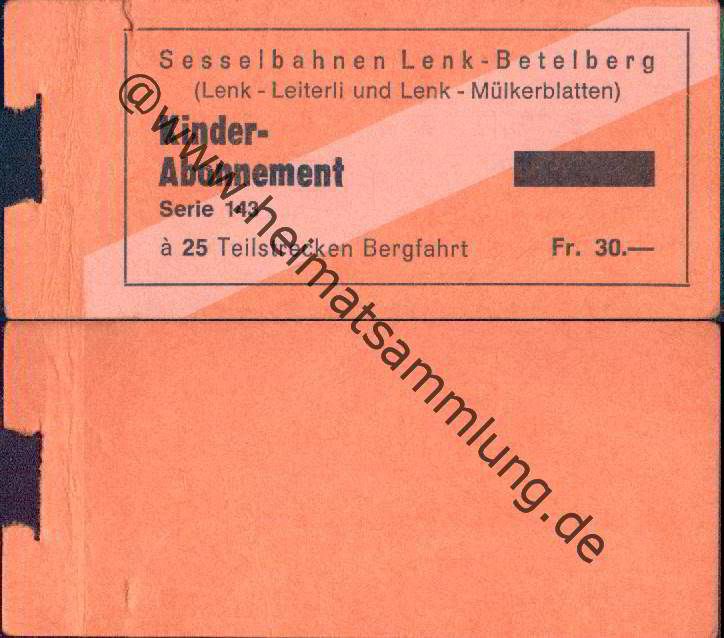 Sesselbahnen Lenk-Betelberg
(Lenk - Leiterli und Lenk - Mülkerblatten)
Kinder-
Abonnement
Serie 143
à 25 Teilstrecken Bergfahrt Fr. 30.—
@www.heimatsammlung.de